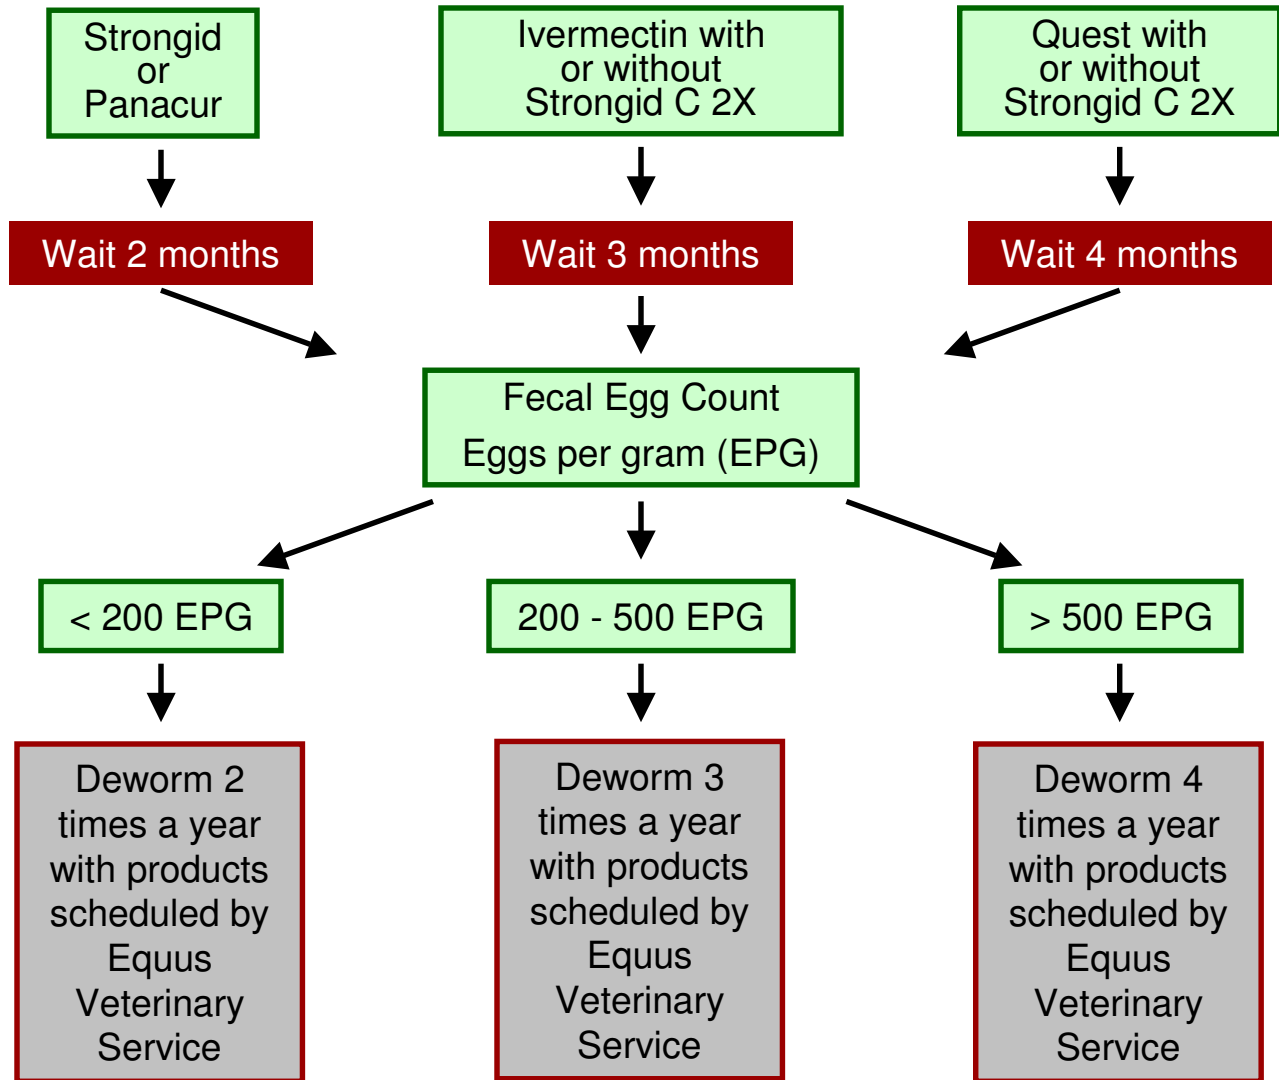 Strongid
or
Panacur
Ivermectin with
or without
Strongid C 2X
Quest with
or without
Strongid C 2X
Wait 2 months
Wait 3 months
Wait 4 months
Fecal Egg Count
Eggs per gram (EPG)
< 200 EPG
200 - 500 EPG
> 500 EPG
Deworm 2
times a year
with products
scheduled by
Equus
Veterinary
Service
Deworm 3
times a year
with products
scheduled by
Equus
Veterinary
Service
Deworm 4
times a year
with products
scheduled by
Equus
Veterinary
Service